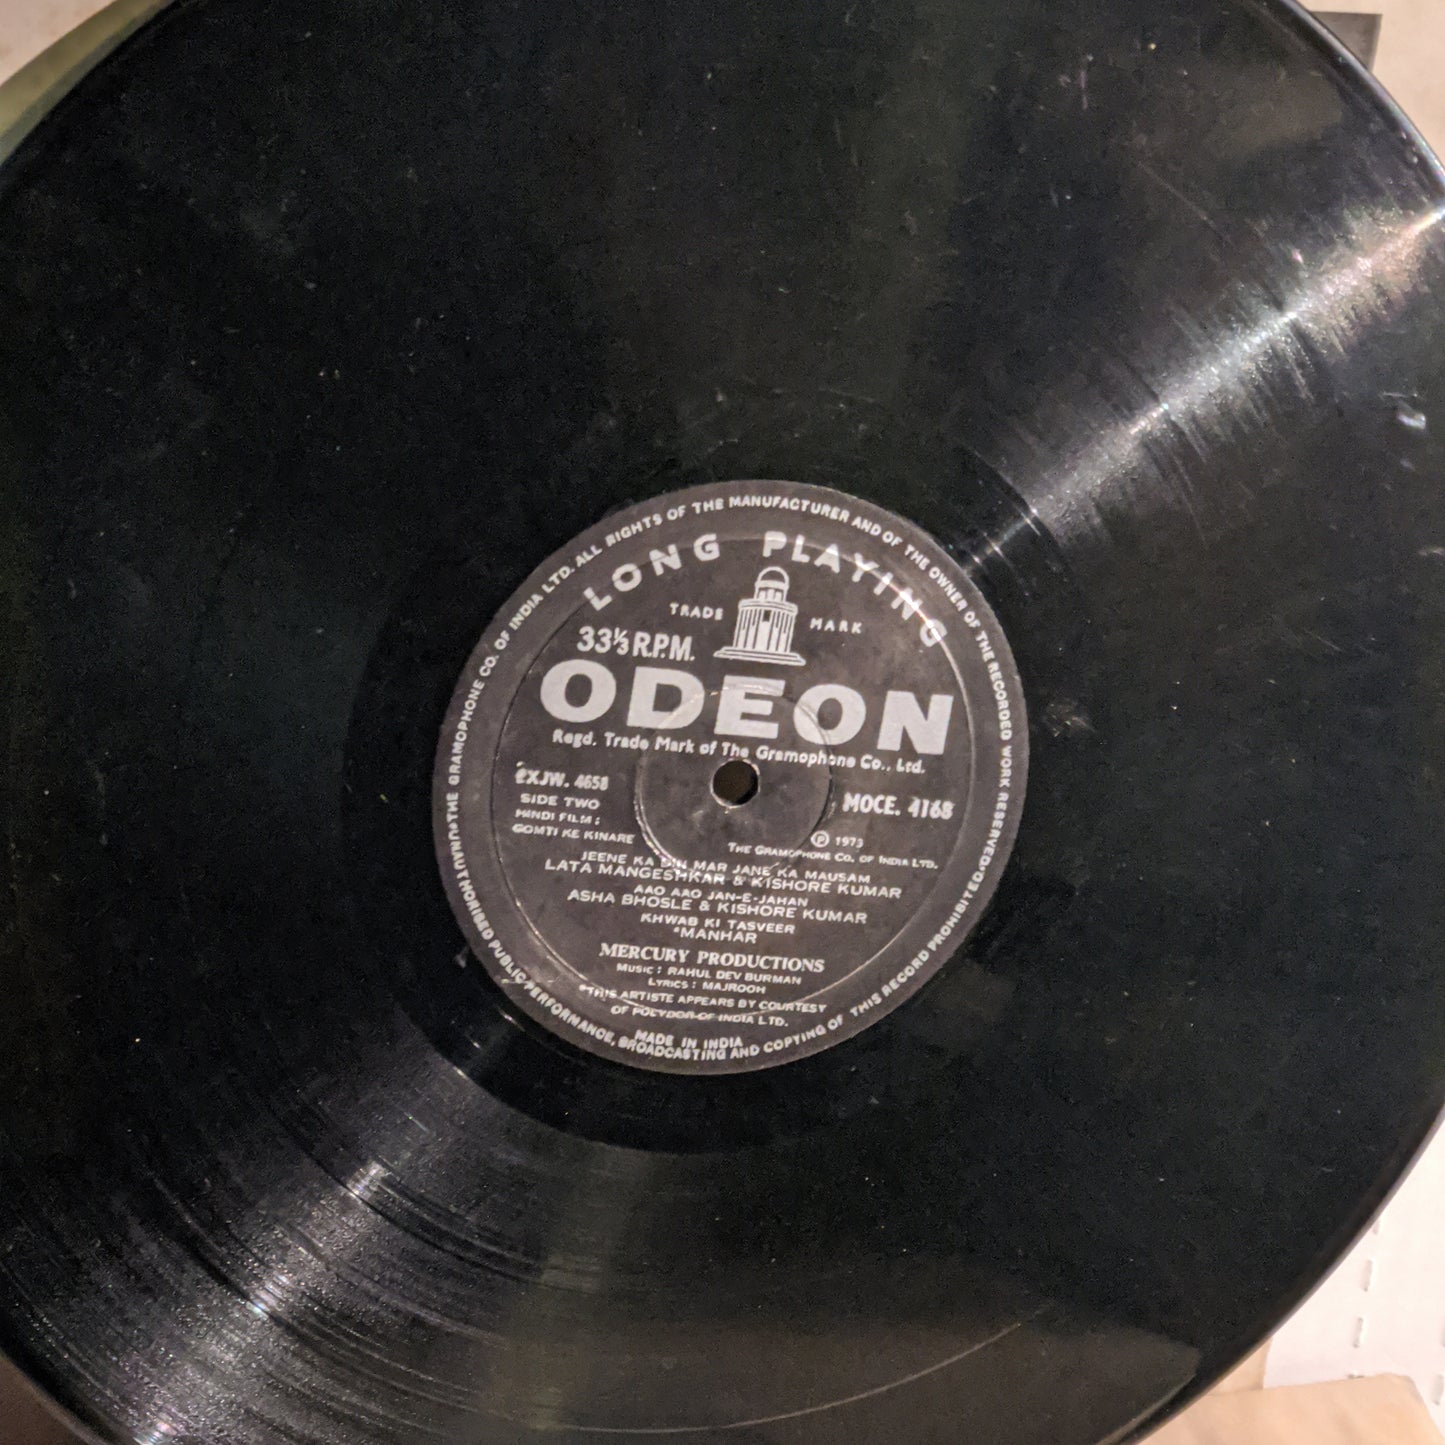 THE GRAMOPHONE CO. OF INDIA LTD. ALL RIGHTS OF THE MANUFACTURER AND OF THE OWNER OF THE RECORDED WORK RESERVED. UNAUTHORISED PUBLIC PERFORMANCE, BROADCASTING AND COPYING OF THIS RECORD PROHIBITED.
LONG PLAYING
TRADE MARK
33⅓ R.P.M.
ODEON
Regd. Trade Mark of The Gramophone Co., Ltd.
2XJW. 4658
MOCE. 4168
SIDE TWO
HINDI FILM :
GOMTI KE KINARE
℗ 1973
THE GRAMOPHONE CO. OF INDIA LTD.
JEENE KA DIN MAR JANE KA MAUSAM
LATA MANGESHKAR & KISHORE KUMAR
AAO AAO JAN-E-JAHAN
ASHA BHOSLE & KISHORE KUMAR
KHWAB KI TASVEER
*MANHAR
MERCURY PRODUCTIONS
MUSIC : RAHUL DEV BURMAN
LYRICS : MAJROOH
*THIS ARTISTE APPEARS BY COURTESY
OF POLYDOR OF INDIA LTD.
MADE IN INDIA